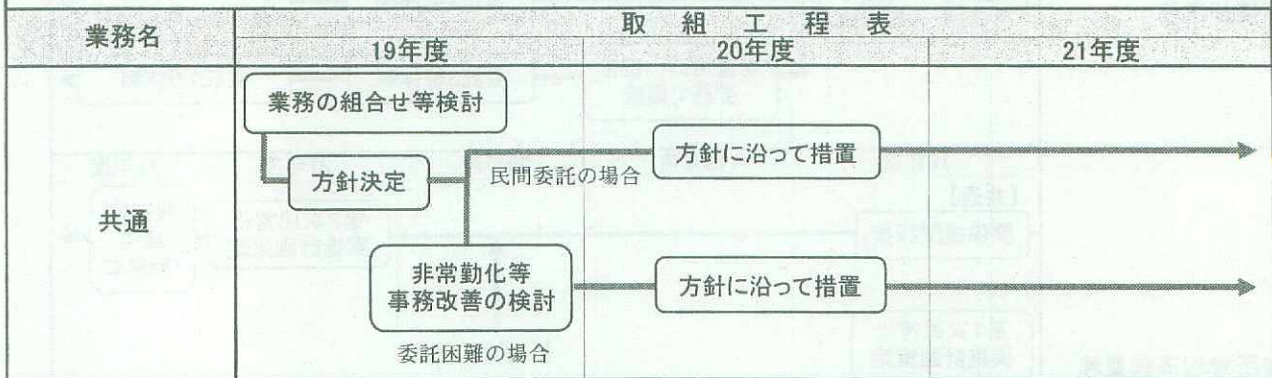 業務名
取組工程表
19年度
20年度
21年度
共通
業務の組合せ等検討
方針決定
民間委託の場合
方針に沿って措置
非常勤化等
事務改善の検討
委託困難の場合
方針に沿って措置